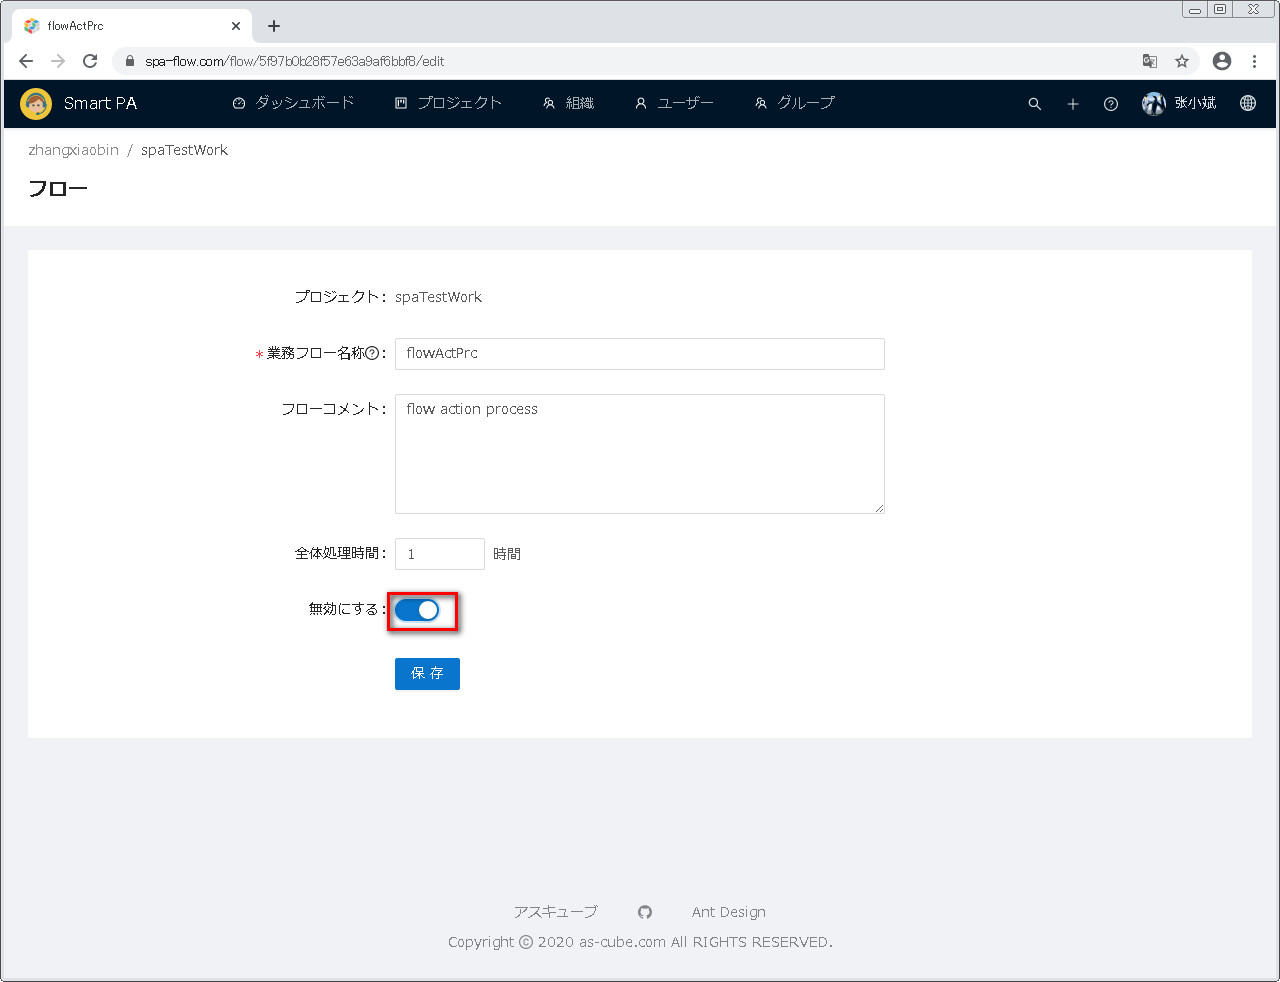 flowActPrc
spa-flow.com/flow/5f97b0b28f57e63a9af6bbf8/edit
Smart PA ダッシュボード プロジェクト 組織 ユーザー グループ 张小斌
zhangxiaobin / spaTestWork
フロー
プロジェクト: spaTestWork
* 業務フロー名称: flowActPrc
フローコメント: flow action process
全体処理時間: 1 時間
無効にする:
保 存
アスキューブ Ant Design
Copyright © 2020 as-cube.com All RIGHTS RESERVED.